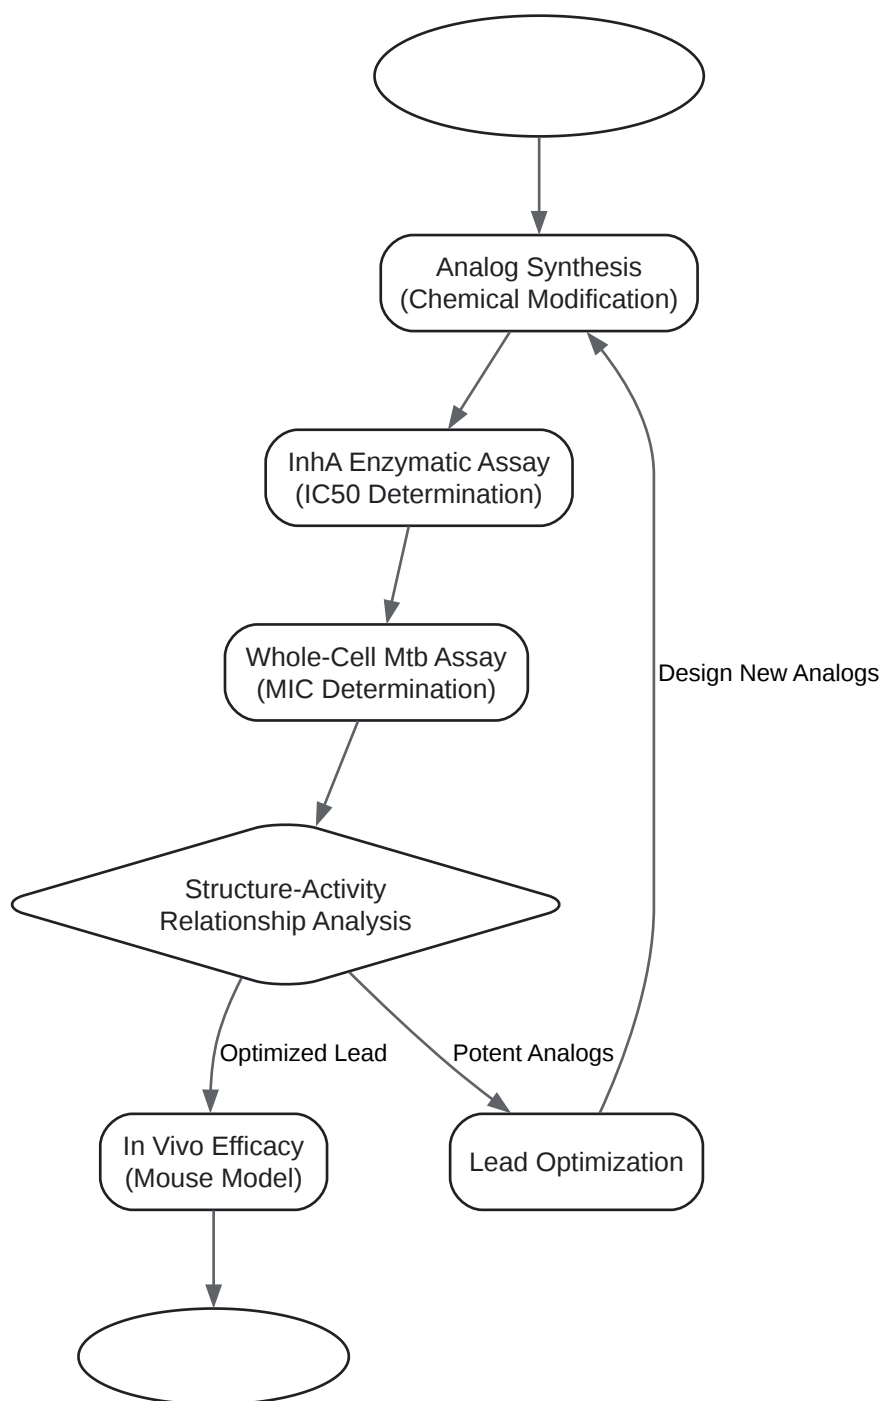 Analog Synthesis
(Chemical Modification)
InhA Enzymatic Assay
(IC50 Determination)
Whole-Cell Mtb Assay
(MIC Determination)
Design New Analogs
Structure-Activity
Relationship Analysis
Optimized Lead
Potent Analogs
In Vivo Efficacy
(Mouse Model)
Lead Optimization